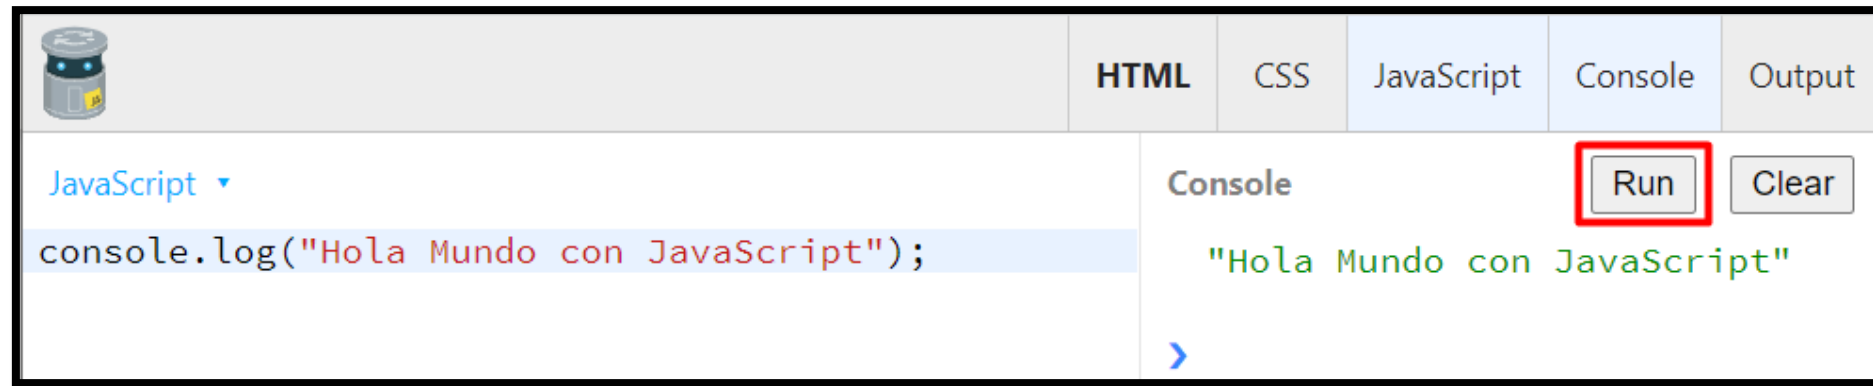 HTML CSS JavaScript Console Output
JavaScript
Console Run Clear
console.log("Hola Mundo con JavaScript");
"Hola Mundo con JavaScript"